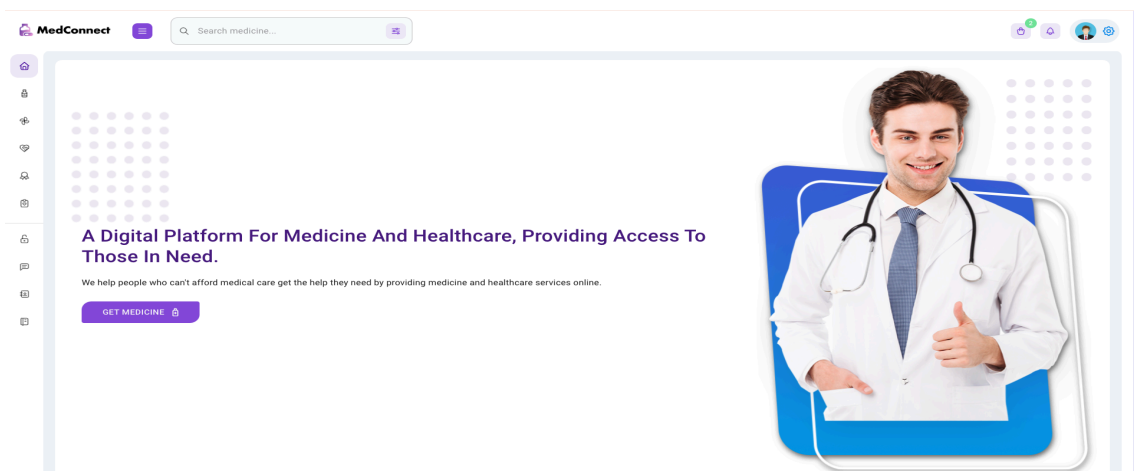 MedConnect
Search medicine...
2
A Digital Platform For Medicine And Healthcare, Providing Access To
Those In Need.
We help people who can't afford medical care get the help they need by providing medicine and healthcare services online.
GET MEDICINE